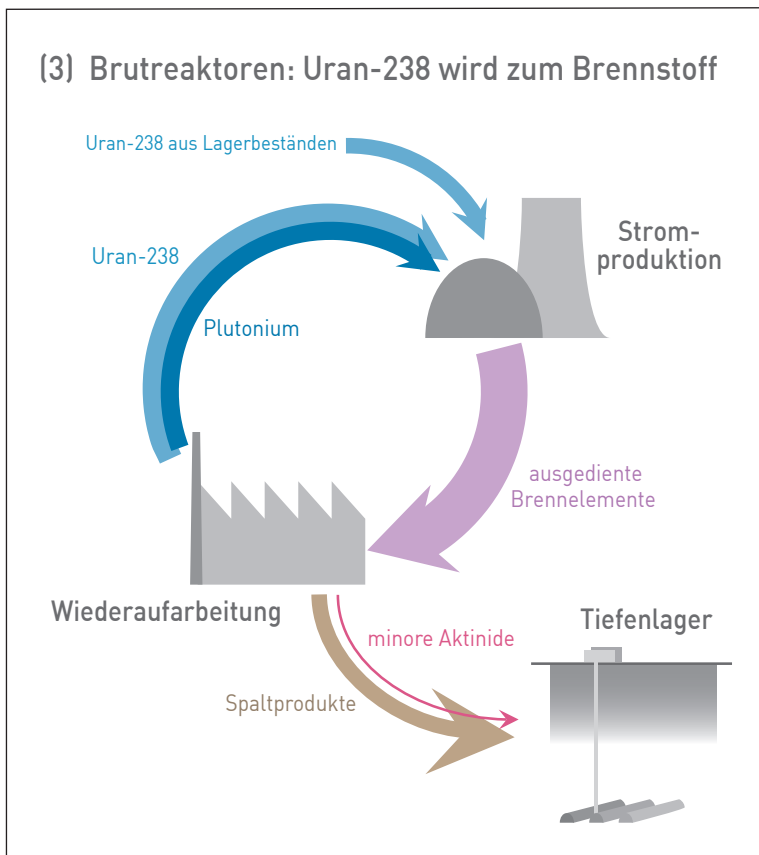 (3) Brutreaktoren: Uran-238 wird zum Brennstoff
Uran-238 aus Lagerbeständen
Strom-
produktion
Uran-238
Plutonium
ausgediente
Brennelemente
Wiederaufarbeitung
minore Aktinide
Tiefenlager
Spaltprodukte